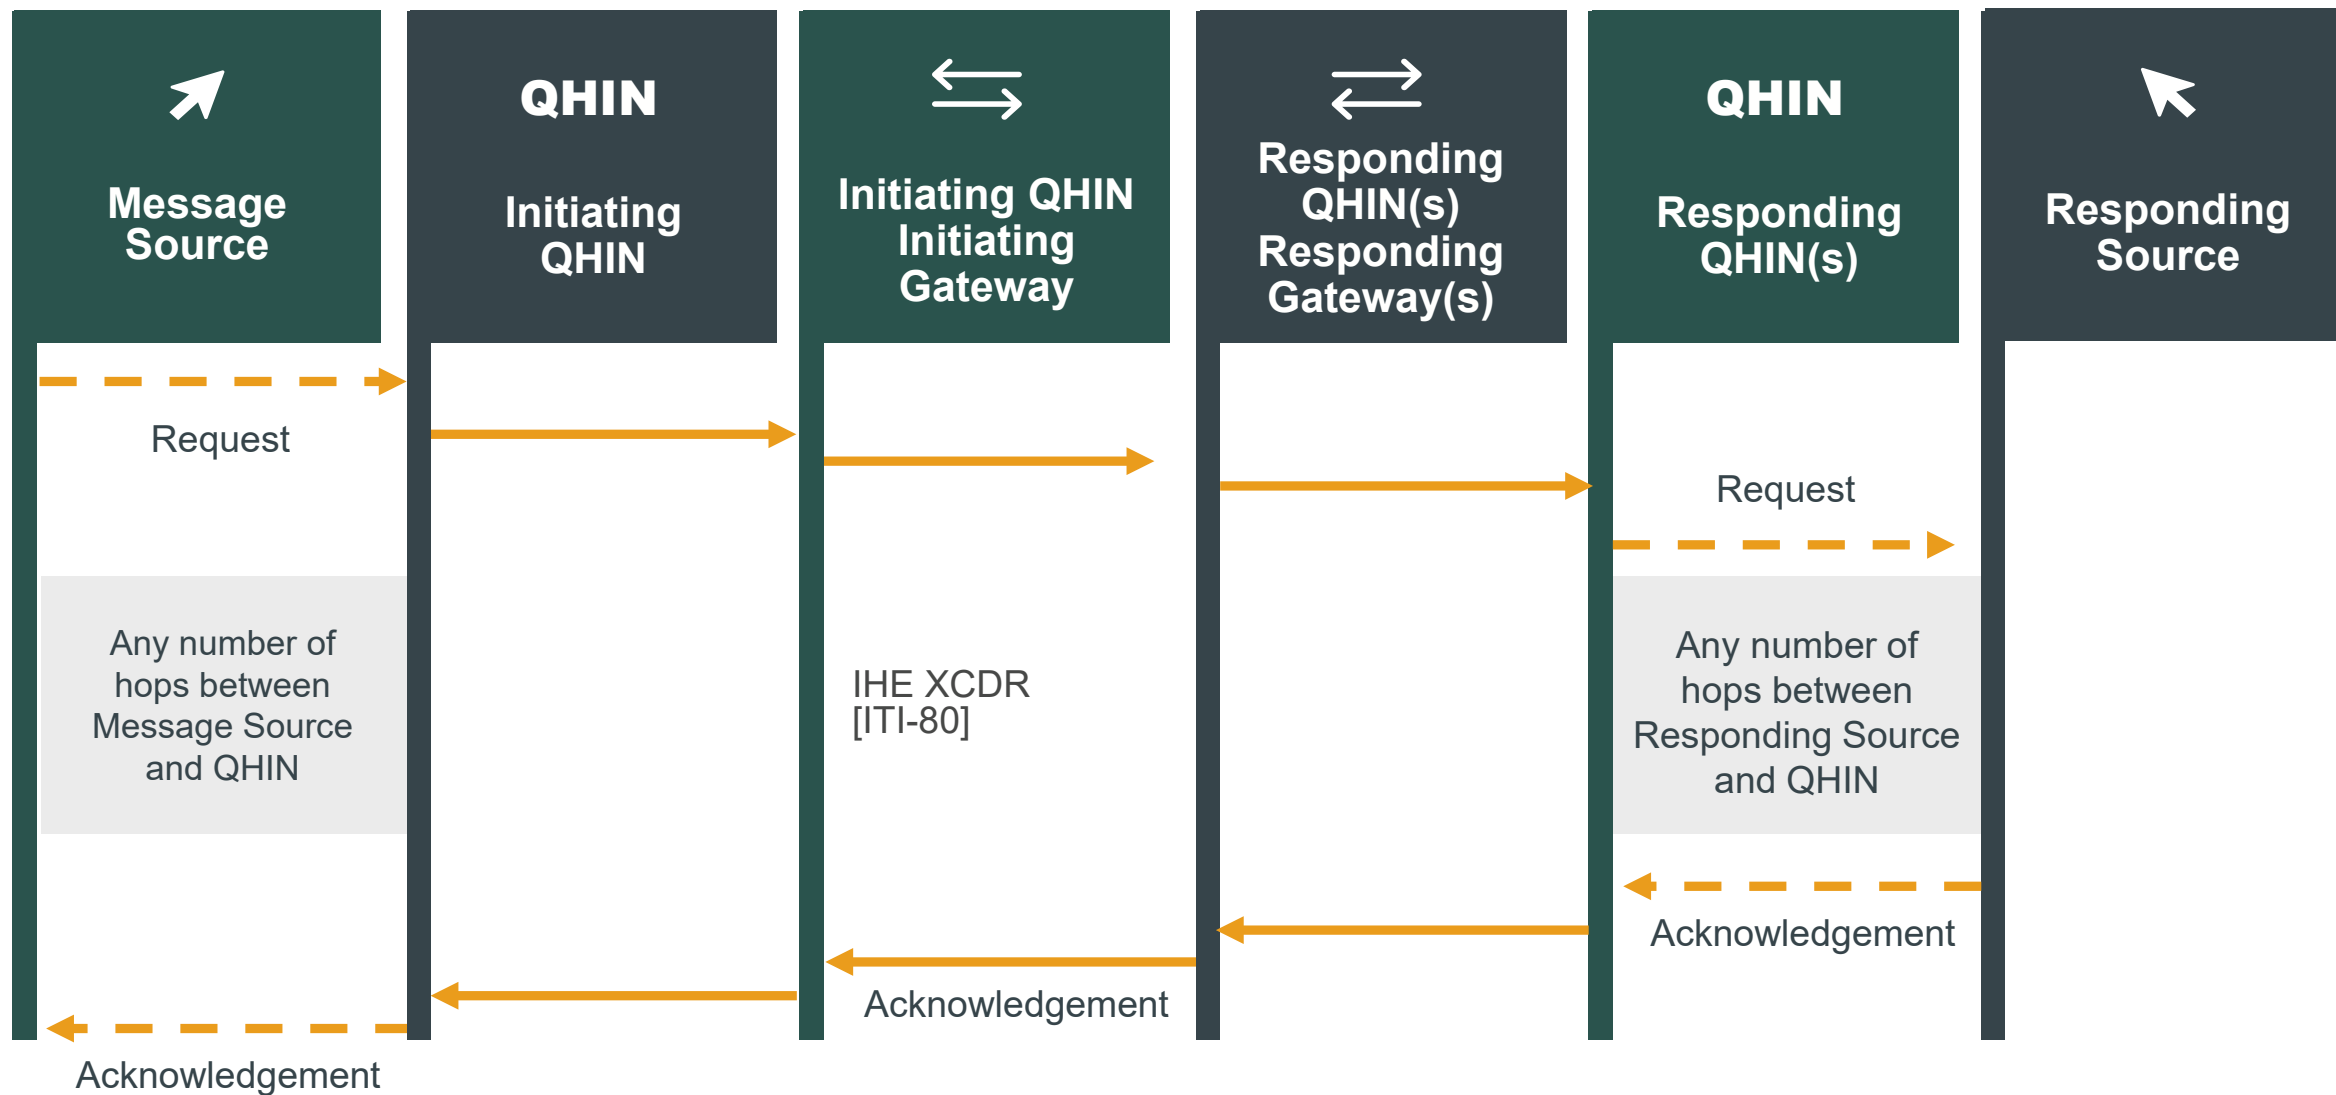 Message
Source
QHIN
Initiating
QHIN
Initiating QHIN
Initiating
Gateway
Responding
QHIN(s)
Responding
Gateway(s)
QHIN
Responding
QHIN(s)
Responding
Source
Request
Request
Any number of
hops between
Message Source
and QHIN
IHE XCDR
[ITI-80]
Any number of
hops between
Responding Source
and QHIN
Acknowledgement
Acknowledgement
Acknowledgement